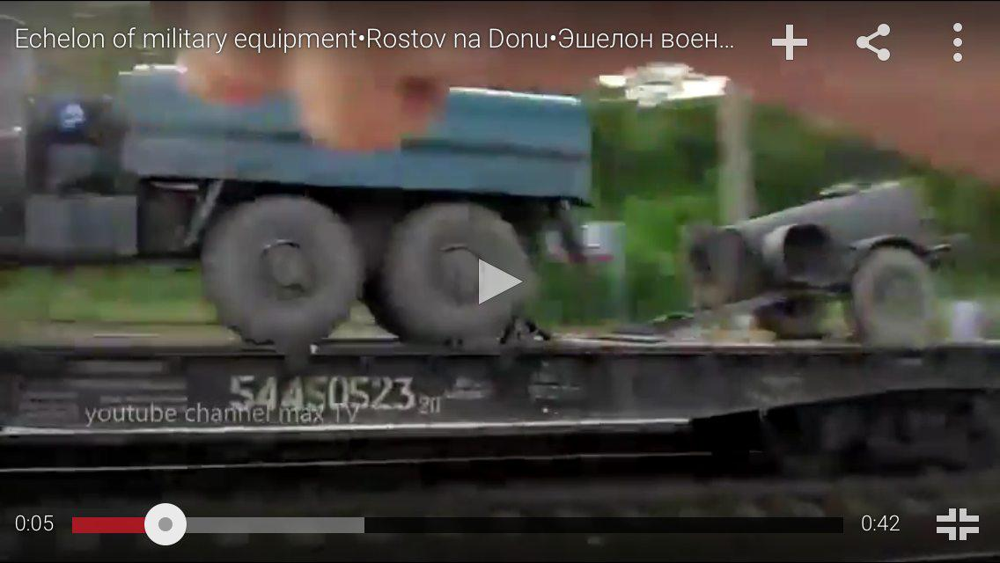 Echelon of military equipment•Rostov na Donu•Эшелон воен...
54450523
youtube channel max TV
0:05
0:42